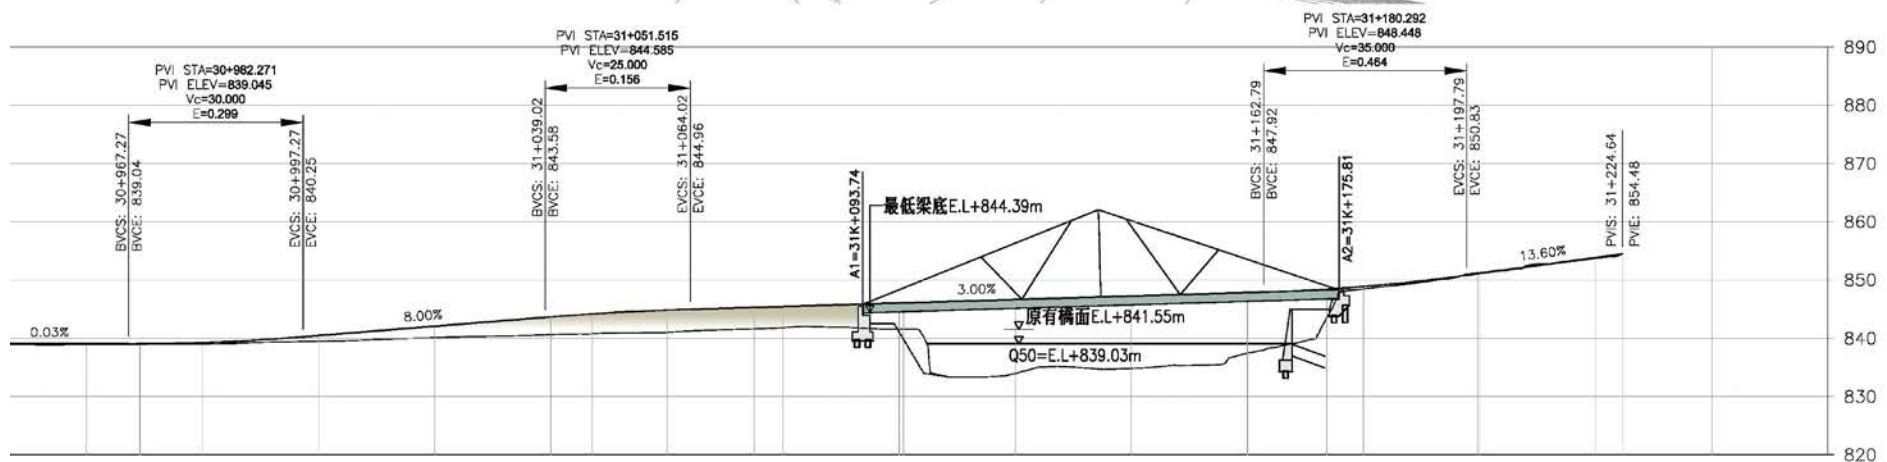 PVI STA=30+982.271
PVI ELEV=839.045
Vc=30.000
E=0.299
BVCS: 30+967.27
BVCE: 839.04
EVCS: 30+997.27
EVCE: 840.25
PVI STA=31+051.515
PVI ELEV=844.585
Vc=25.000
E=0.156
BVCS: 31+039.02
BVCE: 843.58
EVCS: 31+064.02
EVCE: 844.96
PVI STA=31+180.292
PVI ELEV=848.448
Vc=35.000
E=0.464
BVCS: 31+162.79
BVCE: 847.92
EVCS: 31+197.79
EVCE: 850.83
PVIS: 31+224.64
PVIE: 854.48
A1=31K+093.74
最低梁底E.L+844.39m
A2=31K+175.81
0.03%
8.00%
3.00%
13.60%
原有橋面E.L+841.55m
Q50=E.L+839.03m
890
880
870
860
850
840
830
820